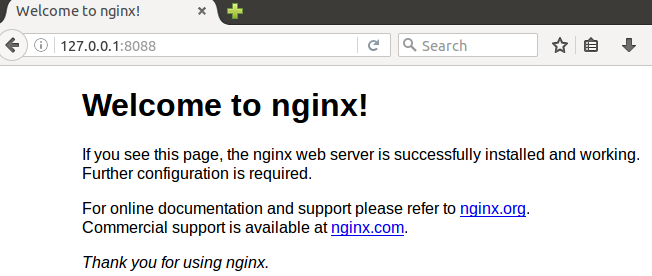 Welcome to nginx!
127.0.0.1:8088
Search
Welcome to nginx!
If you see this page, the nginx web server is successfully installed and working.
Further configuration is required.
For online documentation and support please refer to nginx.org.
Commercial support is available at nginx.com.
Thank you for using nginx.